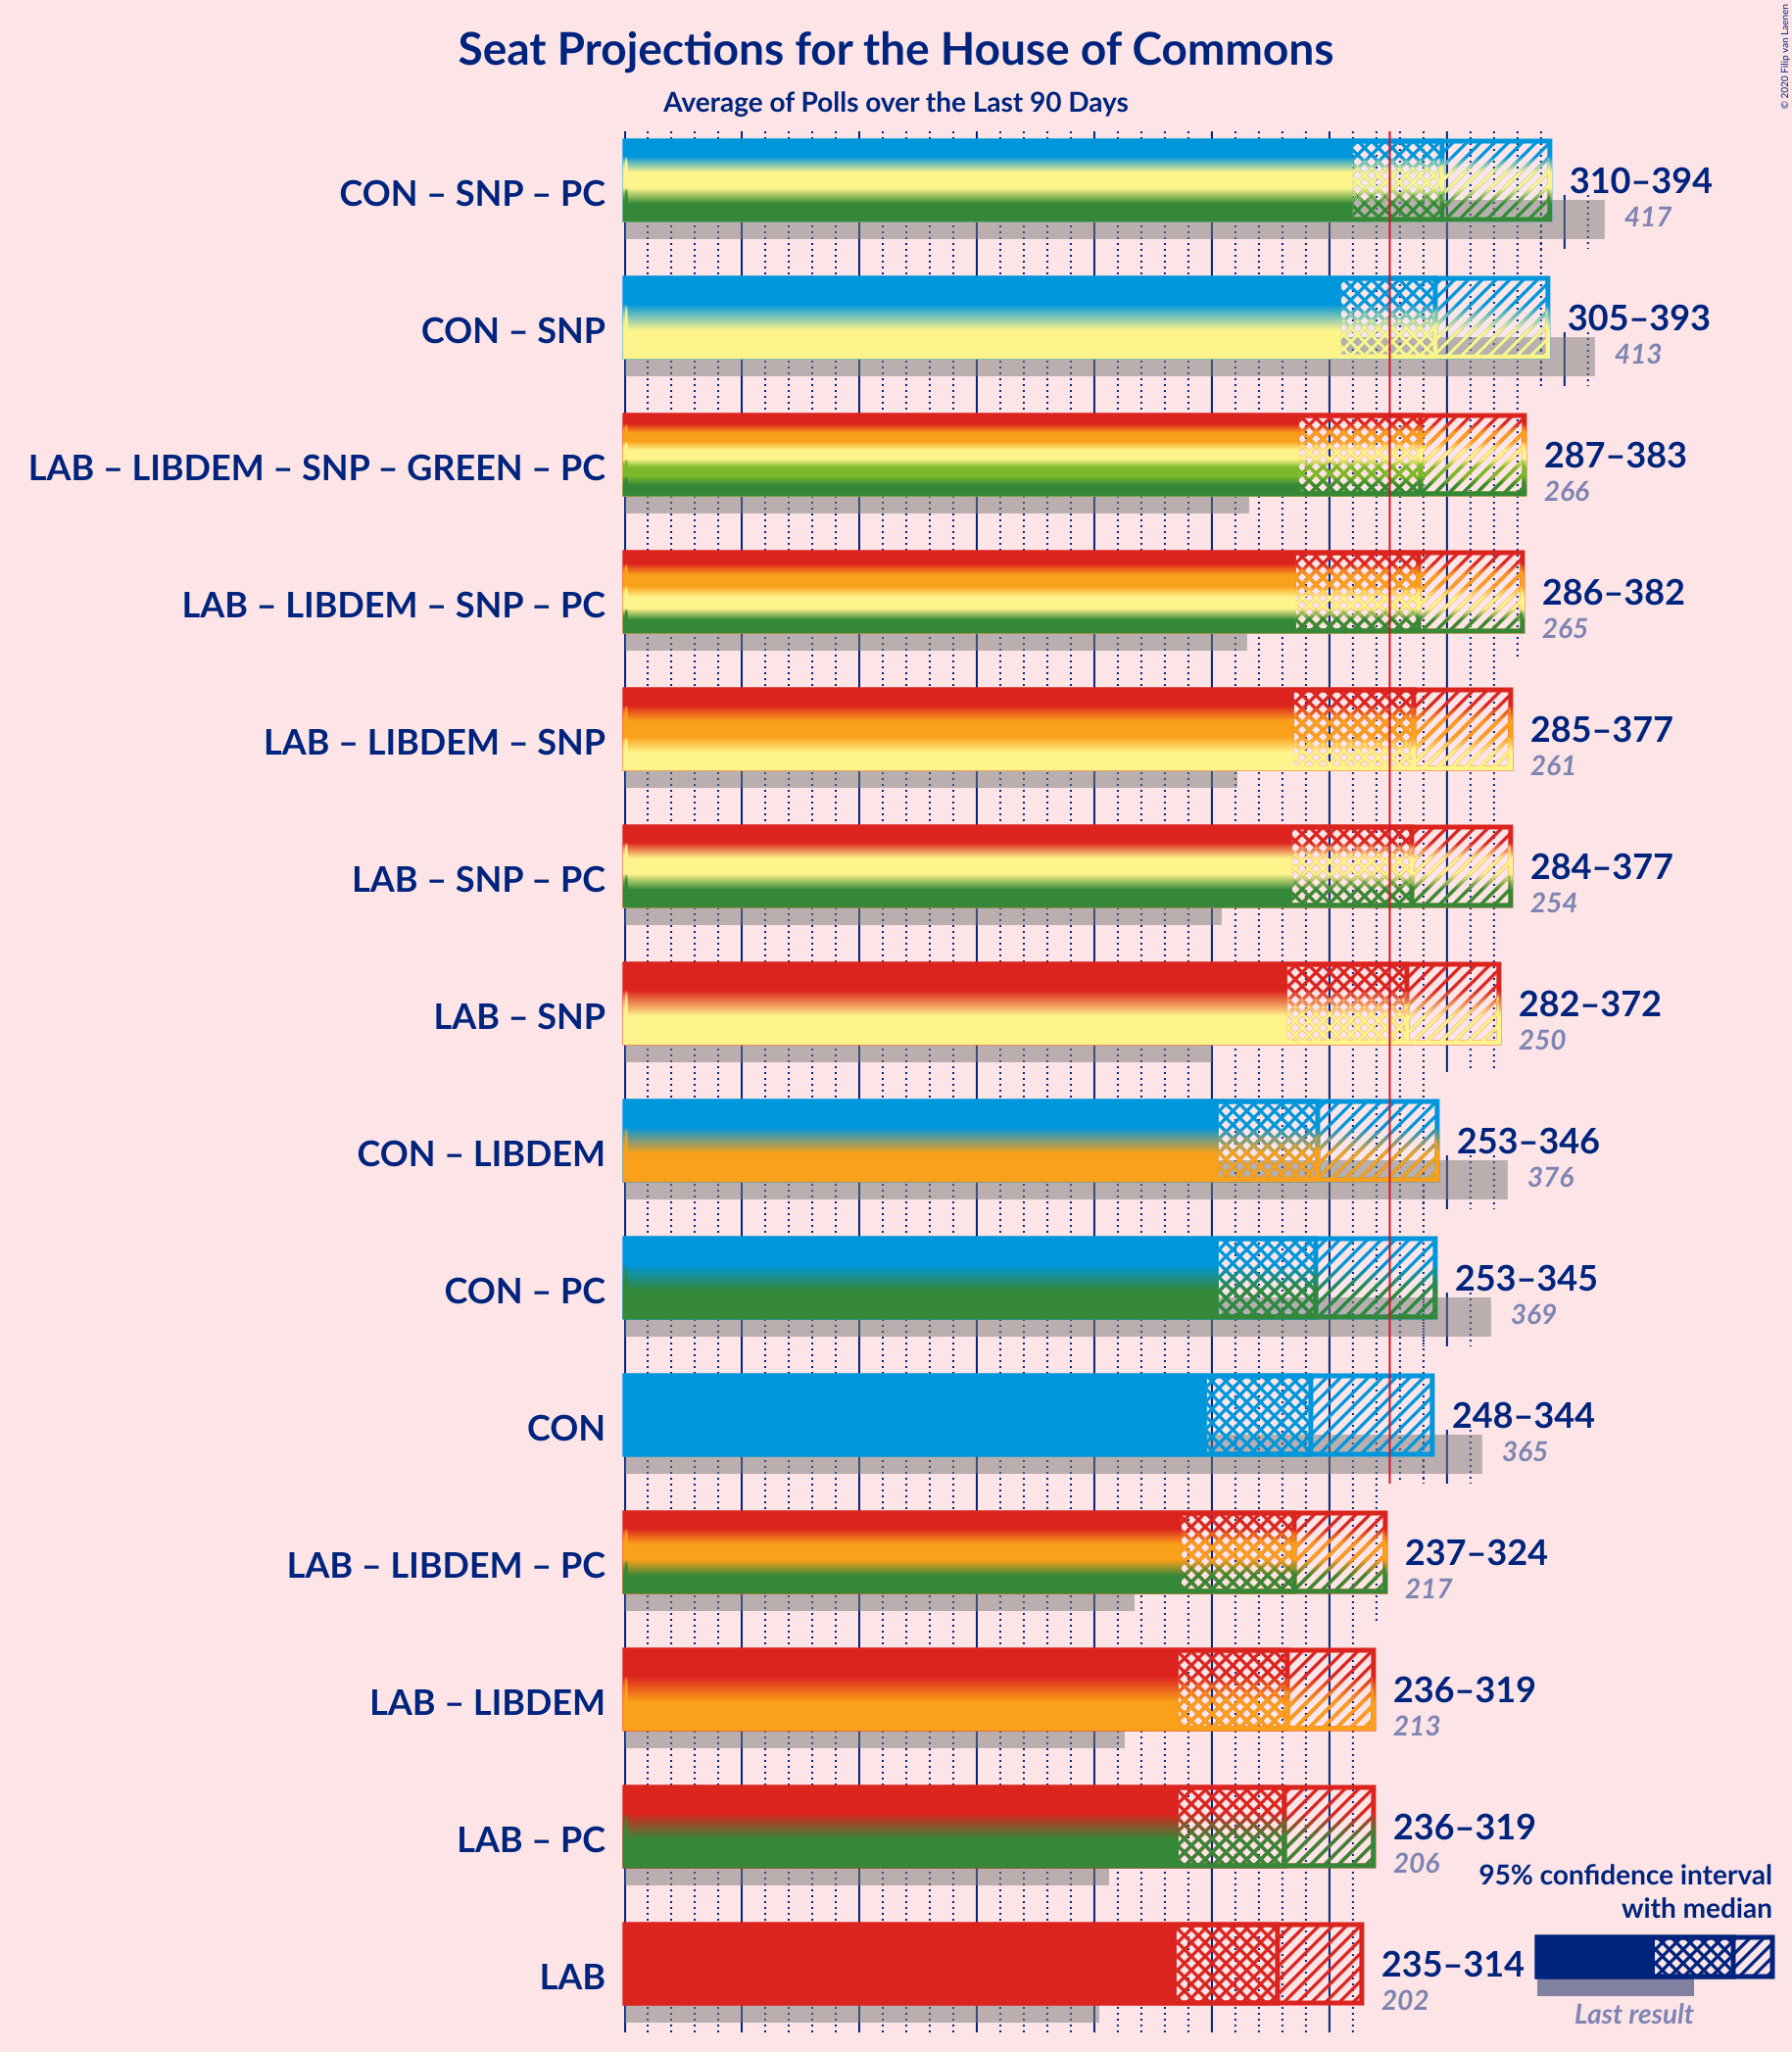 Seat Projections for the House of Commons
Average of Polls over the Last 90 Days
© 2020 Filip van Laenen
CON – SNP – PC
310–394
417
CON – SNP
305–393
413
LAB – LIBDEM – SNP – GREEN – PC
287–383
266
LAB – LIBDEM – SNP – PC
286–382
265
LAB – LIBDEM – SNP
285–377
261
LAB – SNP – PC
284–377
254
LAB – SNP
282–372
250
CON – LIBDEM
253–346
376
CON – PC
253–345
369
CON
248–344
365
LAB – LIBDEM – PC
237–324
217
LAB – LIBDEM
236–319
213
LAB – PC
236–319
206
LAB
235–314
202
95% confidence interval
with median
Last result